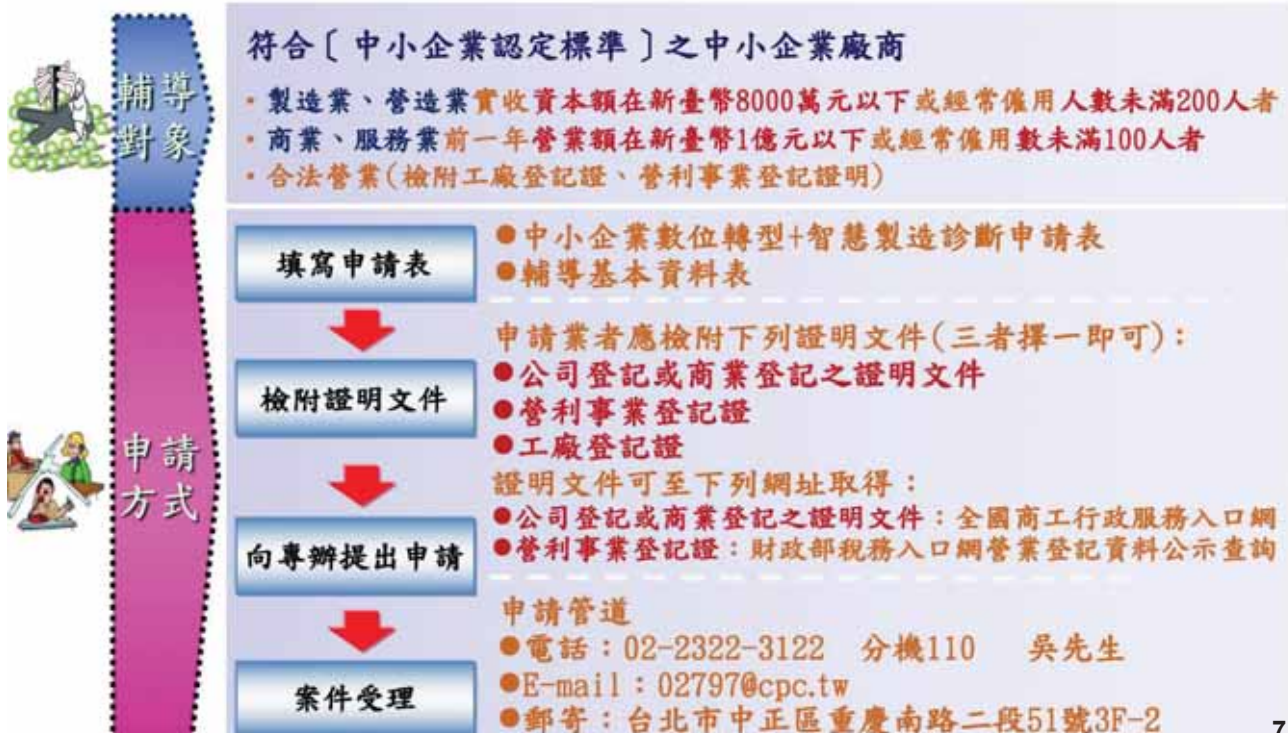 輔導
對象
符合〔中小企業認定標準〕之中小企業廠商
・製造業、營造業實收資本額在新臺幣8000萬元以下或經常僱用人數未滿200人者
・商業、服務業前一年營業額在新臺幣1億元以下或經常僱用數未滿100人者
・合法營業(檢附工廠登記證、營利事業登記證明)
申請
方式
填寫申請表
●中小企業數位轉型+智慧製造診斷申請表
●輔導基本資料表
檢附證明文件
申請業者應檢附下列證明文件(三者擇一即可)：
●公司登記或商業登記之證明文件
●營利事業登記證
●工廠登記證
證明文件可至下列網址取得：
●公司登記或商業登記之證明文件：全國商工行政服務入口網
●營利事業登記證：財政部稅務入口網營業登記資料公示查詢
向專辦提出申請
案件受理
申請管道
●電話：02-2322-3122 分機110 吳先生
●E-mail：02797@cpc.tw
●郵寄：台北市中正區重慶南路二段51號3F-2
7